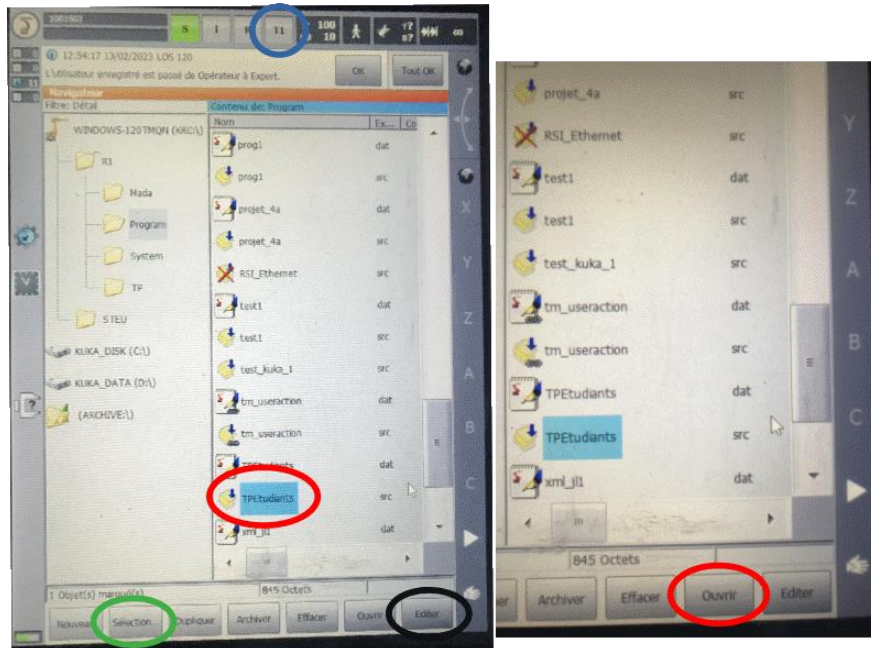 1001503
S I R T1 100 10
12:54:17 13/02/2023 LOS 120
L'utilisateur enregistré est passé de Opérateur à Expert.
OK Tout OK
Navigateur
Filtre: Détail
Contenu de: Program
WINDOWS-120TMQN (KRC:\)
R1
Mada
Program
System
TP
STEU
KUKA_DISK (C:\)
KUKA_DATA (D:\)
(ARCHIVE:\)
Nom Ex... Co
prog1 dat
prog1 src
projet_4a dat
projet_4a src
RSI_Ethernet src
test1 dat
test1 src
test_kuka_1 src
tm_useraction dat
tm_useraction src
TPEtudiants dat
TPEtudiants src
xml_jl1 dat
X
Y
Z
A
B
C
1 Objet(s) marqué(s) 845 Octets
Nouveau Sélection Dupliquer Archiver Effacer Ouvrir Editer
projet_4a src
RSI_Ethernet src
test1 dat
test1 src
test_kuka_1 src
tm_useraction dat
tm_useraction src
TPEtudiants dat
TPEtudiants src
xml_jl1 dat
Y
Z
A
B
C
845 Octets
Archiver Effacer Ouvrir Editer